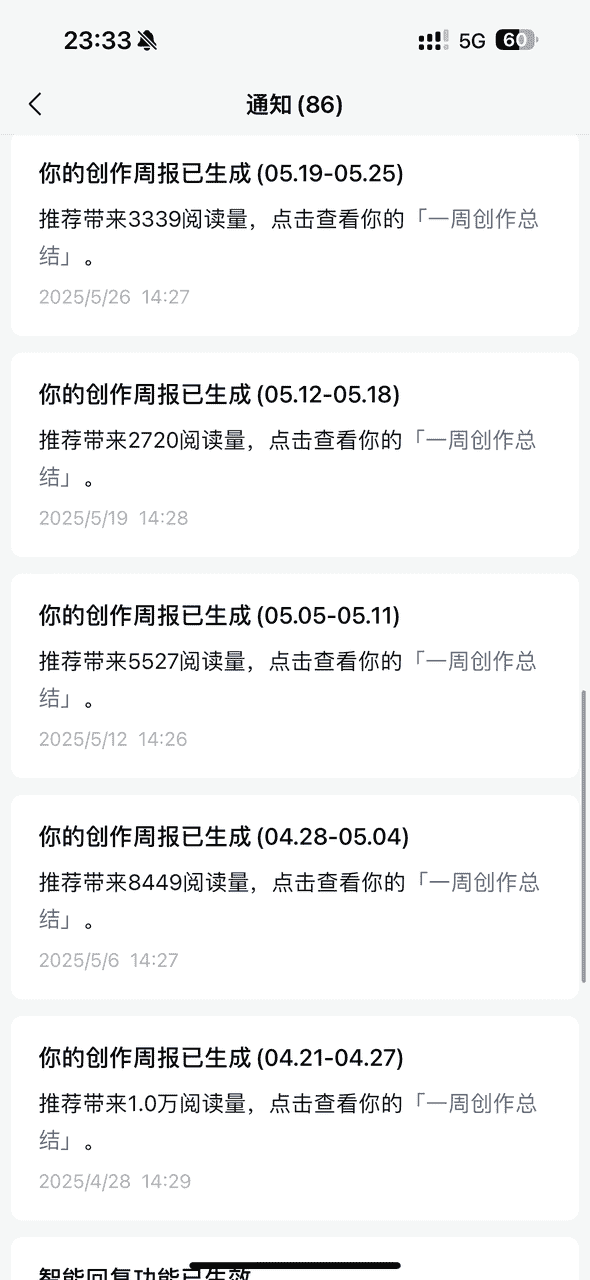 23:33 5G 60
通知 (86)
你的创作周报已生成 (05.19-05.25)
推荐带来3339阅读量，点击查看你的「一周创作总
结」。
2025/5/26 14:27
你的创作周报已生成 (05.12-05.18)
推荐带来2720阅读量，点击查看你的「一周创作总
结」。
2025/5/19 14:28
你的创作周报已生成 (05.05-05.11)
推荐带来5527阅读量，点击查看你的「一周创作总
结」。
2025/5/12 14:26
你的创作周报已生成 (04.28-05.04)
推荐带来8449阅读量，点击查看你的「一周创作总
结」。
2025/5/6 14:27
你的创作周报已生成 (04.21-04.27)
推荐带来1.0万阅读量，点击查看你的「一周创作总
结」。
2025/4/28 14:29
智能回复功能已生效